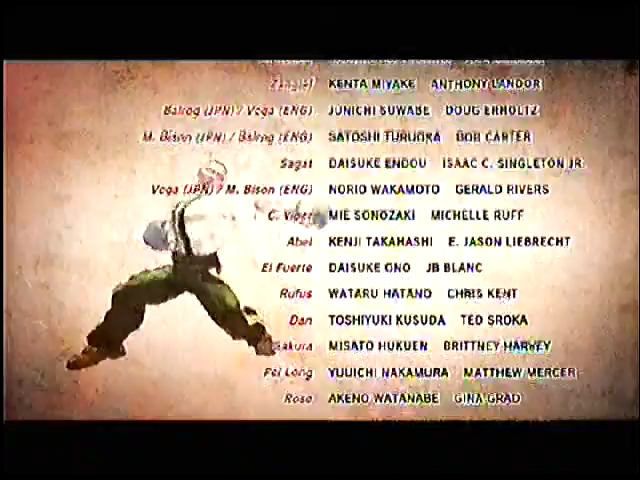 Zangief KENTA MIYAKE ANTHONY LANDOR
Balrog (JPN) / Vega (ENG) JUNICHI SUWABE DOUG ERHOLTZ
M. Bison (JPN) / Balrog (ENG) SATOSHI TURUOKA BOB CARTER
Sagat DAISUKE ENDOU ISAAC C. SINGLETON JR.
Vega (JPN) / M. Bison (ENG) NORIO WAKAMOTO GERALD RIVERS
C. Viper MIE SONOZAKI MICHELLE RUFF
Abel KENJI TAKAHASHI E. JASON LIEBRECHT
El Fuerte DAISUKE ONO JB BLANC
Rufus WATARU HATANO CHRIS KENT
Dan TOSHIYUKI KUSUDA TED SROKA
Sakura MISATO HUKUEN BRITTNEY HARVEY
Fei Long YUUICHI NAKAMURA MATTHEW MERCER
Rose AKENO WATANABE GINA GRAD